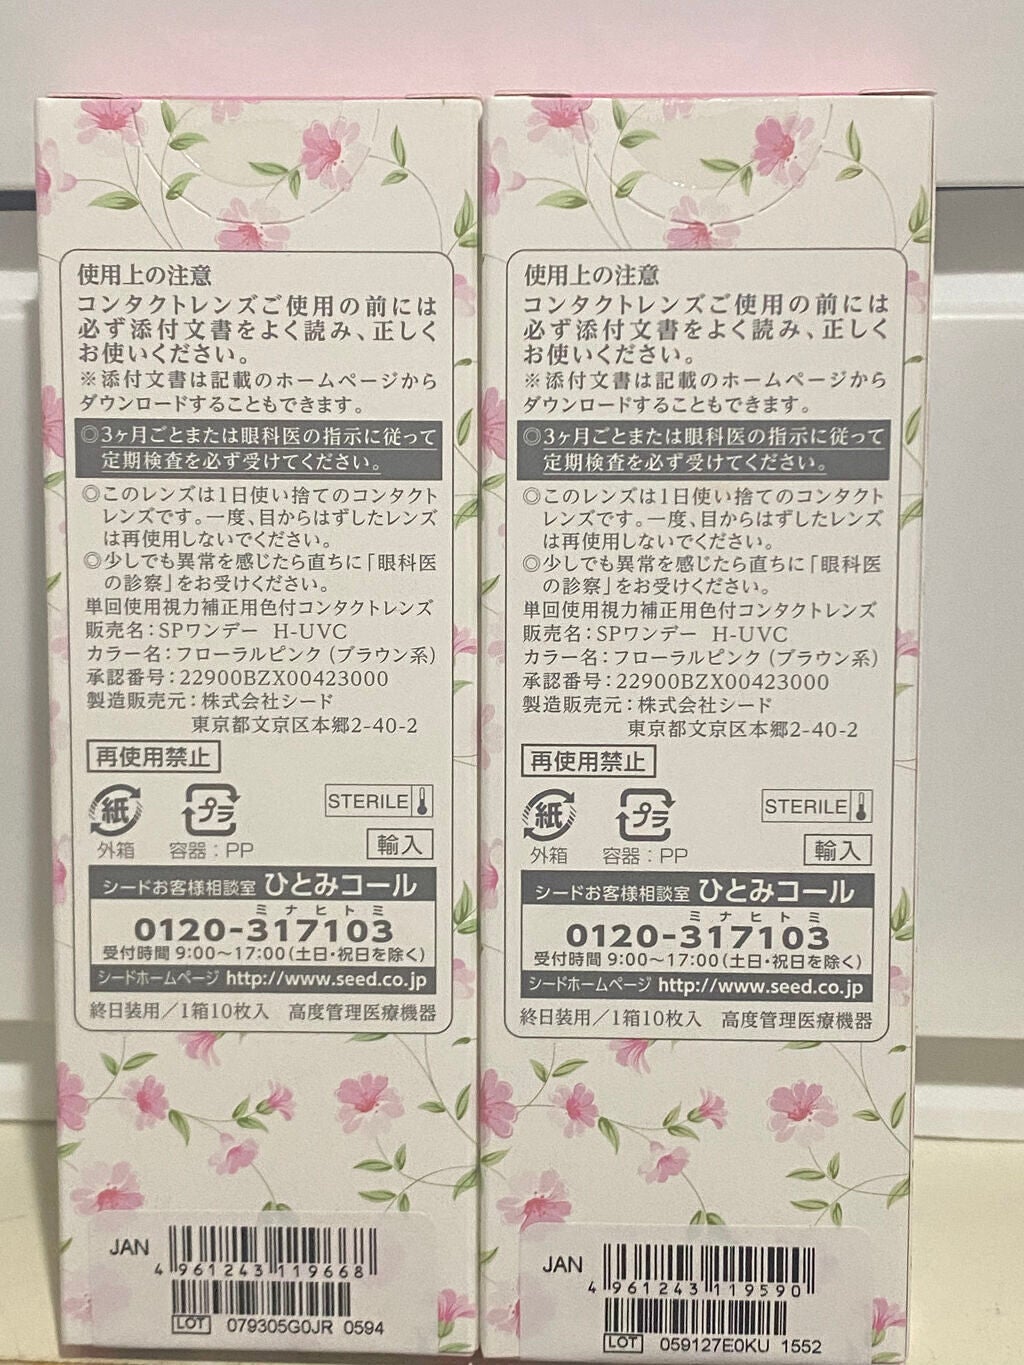 使用上の注意
コンタクトレンズご使用の前には
必ず添付文書をよく読み、正しく
お使いください。
※添付文書は記載のホームページから
ダウンロードすることもできます。
◎3ヶ月ごとまたは眼科医の指示に従って
定期検査を必ず受けてください。
◎このレンズは1日使い捨てのコンタクト
レンズです。一度、目からはずしたレンズ
は再使用しないでください。
◎少しでも異常を感じたら直ちに「眼科医
の診察」をお受けください。
単回使用視力補正用色付コンタクトレンズ
販売名：SPワンデー H-UVC
カラー名：フローラルピンク（ブラウン系）
承認番号：22900BZX00423000
製造販売元：株式会社シード
東京都文京区本郷2-40-2
再使用禁止
紙 プラ STERILE
外箱 容器：PP 輸入
シードお客様相談室 ひとみコール
ミナヒトミ
0120-317103
受付時間 9:00～17:00（土日・祝日を除く）
シードホームページ http://www.seed.co.jp
終日装用／1箱10枚入 高度管理医療機器
JAN
4 961243 119668
LOT 079305G0JR 0594
使用上の注意
コンタクトレンズご使用の前には
必ず添付文書をよく読み、正しく
お使いください。
※添付文書は記載のホームページから
ダウンロードすることもできます。
◎3ヶ月ごとまたは眼科医の指示に従って
定期検査を必ず受けてください。
◎このレンズは1日使い捨てのコンタクト
レンズです。一度、目からはずしたレンズ
は再使用しないでください。
◎少しでも異常を感じたら直ちに「眼科医
の診察」をお受けください。
単回使用視力補正用色付コンタクトレンズ
販売名：SPワンデー H-UVC
カラー名：フローラルピンク（ブラウン系）
承認番号：22900BZX00423000
製造販売元：株式会社シード
東京都文京区本郷2-40-2
再使用禁止
紙 プラ STERILE
外箱 容器：PP 輸入
シードお客様相談室 ひとみコール
ミナヒトミ
0120-317103
受付時間 9:00～17:00（土日・祝日を除く）
シードホームページ http://www.seed.co.jp
終日装用／1箱10枚入 高度管理医療機器
JAN
4 961243 119590
LOT 059127E0KU 1552